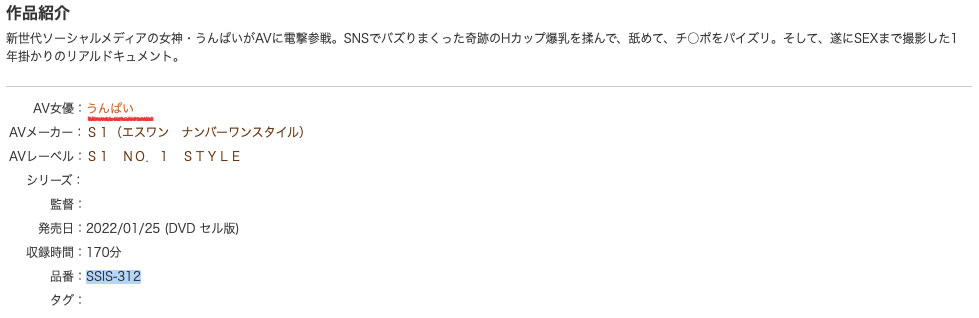 作品紹介
新世代ソーシャルメディアの女神・うんぱいがAVに電撃参戦。SNSでバズりまくった奇跡のHカップ爆乳を揉んで、舐めて、チ○ポをパイズリ。そして、遂にSEXまで撮影した1
年掛かりのリアルドキュメント。
AV女優：うんぱい
AVメーカー：Ｓ１（エスワン　ナンバーワンスタイル）
AVレーベル：Ｓ１　ＮＯ．１　ＳＴＹＬＥ
シリーズ：
監督：
発売日：2022/01/25 (DVD セル版)
収録時間：170分
品番：SSIS-312
タグ：